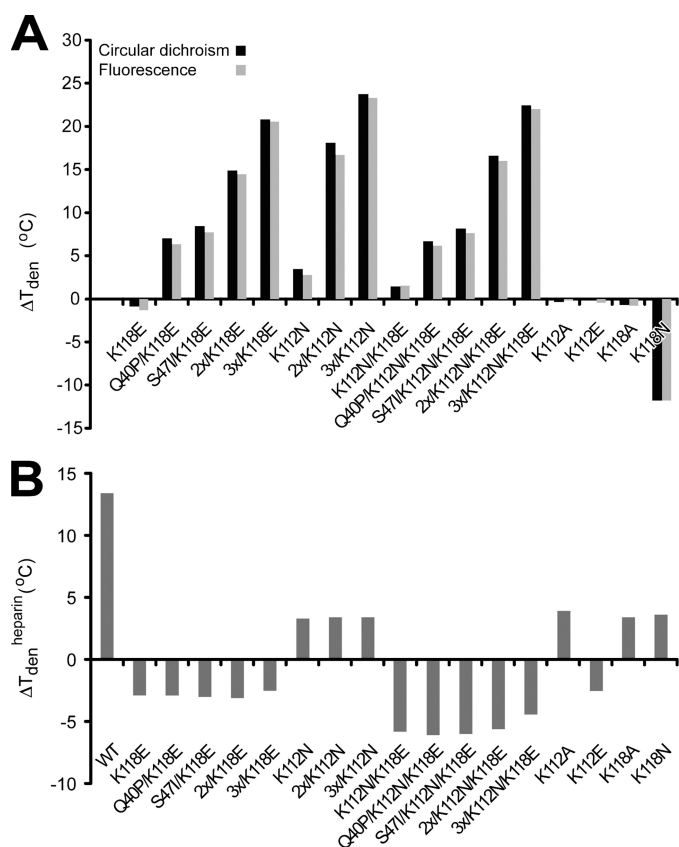 A
30
25
20
15
10
5
0
-5
-10
-15
ΔTden (°C)
Circular dichroism
Fluorescence
K118E
Q40P/K118E
S47I/K118E
2x/K118E
3x/K118E
K112N
2x/K112N
3x/K112N
K112N/K118E
Q40P/K112N/K118E
S47I/K112N/K118E
2x/K112N/K118E
3x/K112N/K118E
K112A
K112E
K118A
K118N
B
15
10
5
0
-5
-10
ΔTden heparin (°C)
WT
K118E
Q40P/K118E
S47I/K118E
2x/K118E
3x/K118E
K112N
2x/K112N
3x/K112N
K112N/K118E
Q40P/K112N/K118E
S47I/K112N/K118E
2x/K112N/K118E
3x/K112N/K118E
K112A
K112E
K118A
K118N